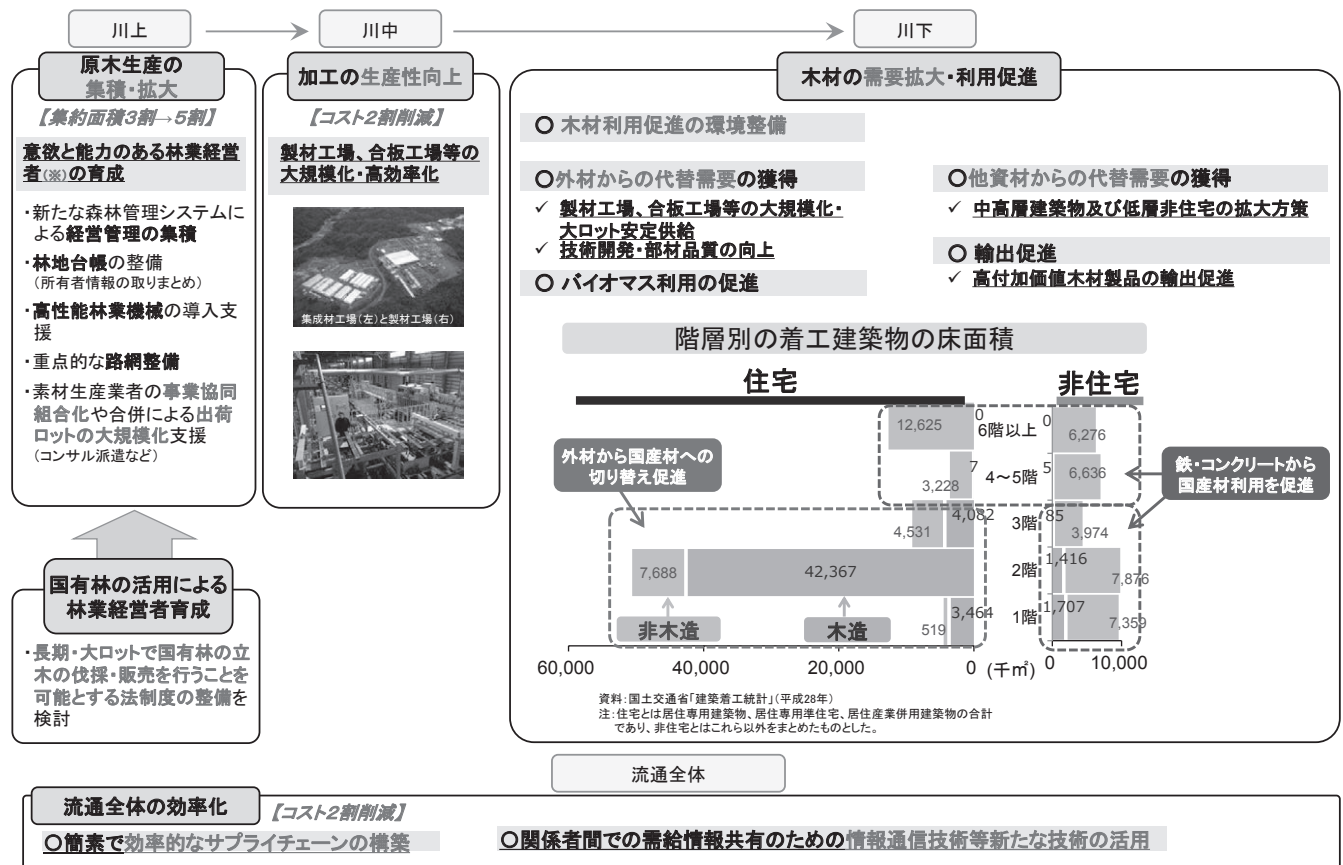 川上
川中
川下
原木生産の
集積・拡大
【集約面積3割→5割】
意欲と能力のある林業経営
者(※)の育成
・新たな森林管理システムに
よる経営管理の集積
・林地台帳の整備
(所有者情報の取りまとめ)
・高性能林業機械の導入支
援
・重点的な路網整備
・素材生産業者の事業協同
組合化や合併による出荷
ロットの大規模化支援
(コンサル派遣など)
国有林の活用による
林業経営者育成
・長期・大ロットで国有林の立
木の伐採・販売を行うことを
可能とする法制度の整備を
検討
加工の生産性向上
【コスト2割削減】
製材工場、合板工場等の
大規模化・高効率化
集成材工場(左)と製材工場(右)
木材の需要拡大・利用促進
○ 木材利用促進の環境整備
○外材からの代替需要の獲得
✓ 製材工場、合板工場等の大規模化・
大ロット安定供給
✓ 技術開発・部材品質の向上
○ バイオマス利用の促進
○他資材からの代替需要の獲得
✓ 中高層建築物及び低層非住宅の拡大方策
○ 輸出促進
✓ 高付加価値木材製品の輸出促進
階層別の着工建築物の床面積
住宅
非住宅
12,625 0 6階以上 0 6,276
外材から国産材への
切り替え促進
3,228 7 4~5階 5 6,636
鉄・コンクリートから
国産材利用を促進
4,531 4,082 3階 85 3,974
7,688 42,367 2階 1,416 7,876
非木造 木造 519 3,464 1階 1,707 7,359
60,000 40,000 20,000 0 (千㎡) 0 10,000
資料:国土交通省「建築着工統計」(平成28年)
注:住宅とは居住専用建築物、居住専用準住宅、居住産業併用建築物の合計
であり、非住宅とはこれら以外をまとめたものとした。
流通全体
流通全体の効率化 【コスト2割削減】
○簡素で効率的なサプライチェーンの構築
○関係者間での需給情報共有のための情報通信技術等新たな技術の活用